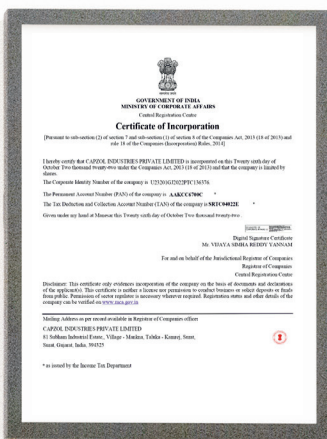 GOVERNMENT OF INDIA
MINISTRY OF CORPORATE AFFAIRS
Central Registration Centre
Certificate of Incorporation
[Pursuant to sub-section (2) of section 7 and sub-section (1) of section 8 of the Companies Act, 2013 (18 of 2013) and
rule 18 of the Companies (Incorporation) Rules, 2014]
I hereby certify that CAPZOL INDUSTRIES PRIVATE LIMITED is incorporated on this Twenty sixth day of
October Two thousand twenty-two under the Companies Act, 2013 (18 of 2013) and that the company is limited by
shares.
The Corporate Identity Number of the company is U23201GJ2022PTC136376
The Permanent Account Number (PAN) of the company is AAKCC6700C *
The Tax Deduction and Collection Account Number (TAN) of the company is SRTC04022E *
Given under my hand at Manesar this Twenty sixth day of October Two thousand twenty-two
Digital Signature Certificate
Mr. VIJAYA SIMHA REDDY YANNAM
For and on behalf of the Jurisdictional Registrar of Companies
Registrar of Companies
Central Registration Centre
Disclaimer: This certificate only evidences incorporation of the company on the basis of documents and declarations
of the applicant(s). This certificate is neither a license nor permission to conduct business or solicit deposits or funds
from public. Permission of sector regulator is necessary wherever required. Registration status and other details of the
company can be verified on www.mca.gov.in
Mailing Address as per record available in Registrar of Companies office:
CAPZOL INDUSTRIES PRIVATE LIMITED
81 Subham Industrial Estate,, Village - Kamrej, Surat,
Surat, Gujarat, India, 394325
* as issued by the Income Tax Department